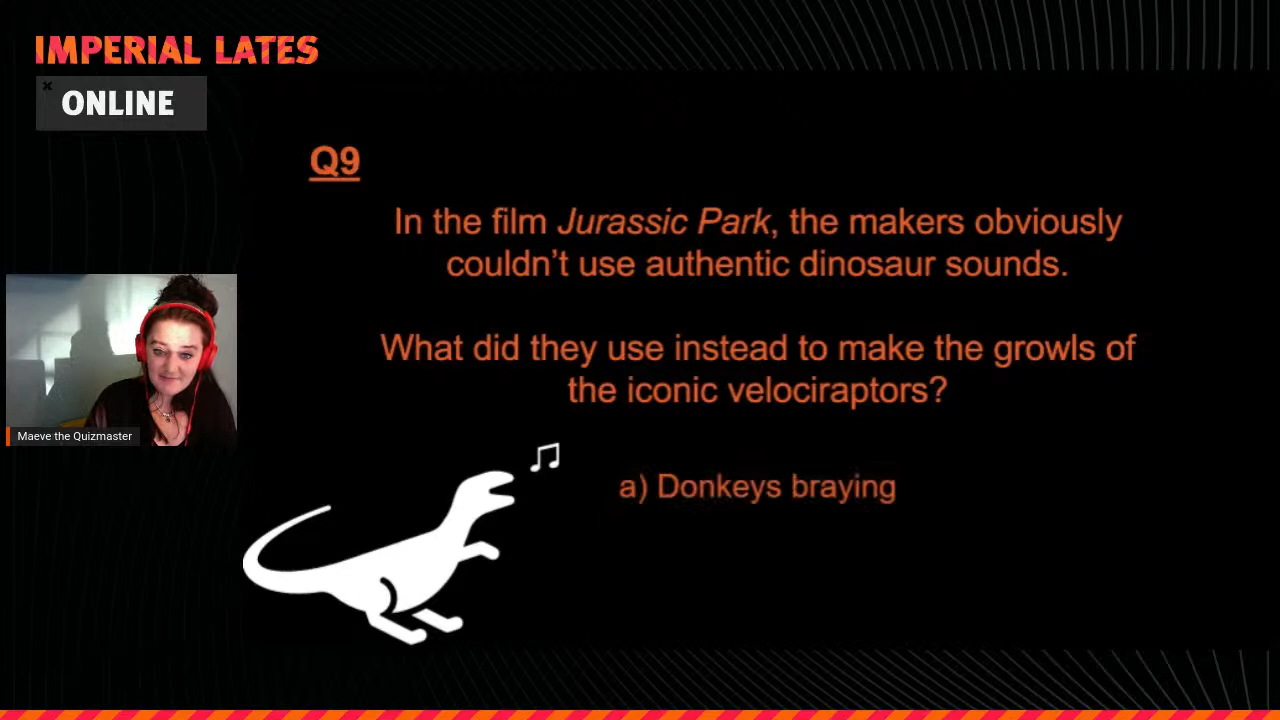 IMPERIAL LATES
ONLINE
Q9
In the film Jurassic Park, the makers obviously
couldn't use authentic dinosaur sounds.
What did they use instead to make the growls of
the iconic velociraptors?
Maeve the Quizmaster
a) Donkeys braying